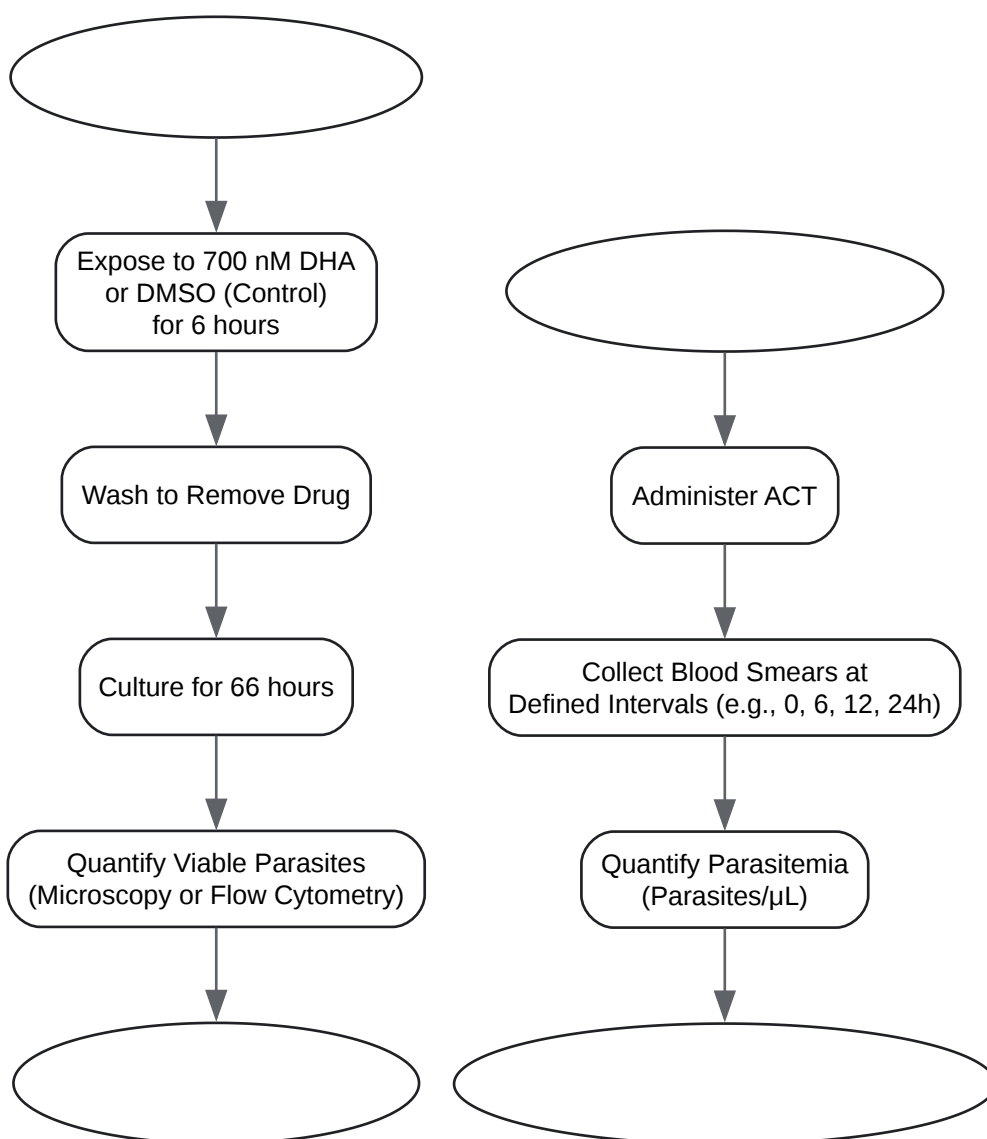 Expose to 700 nM DHA
or DMSO (Control)
for 6 hours
Wash to Remove Drug
Culture for 66 hours
Quantify Viable Parasites
(Microscopy or Flow Cytometry)
Administer ACT
Collect Blood Smears at
Defined Intervals (e.g., 0, 6, 12, 24h)
Quantify Parasitemia
(Parasites/μL)